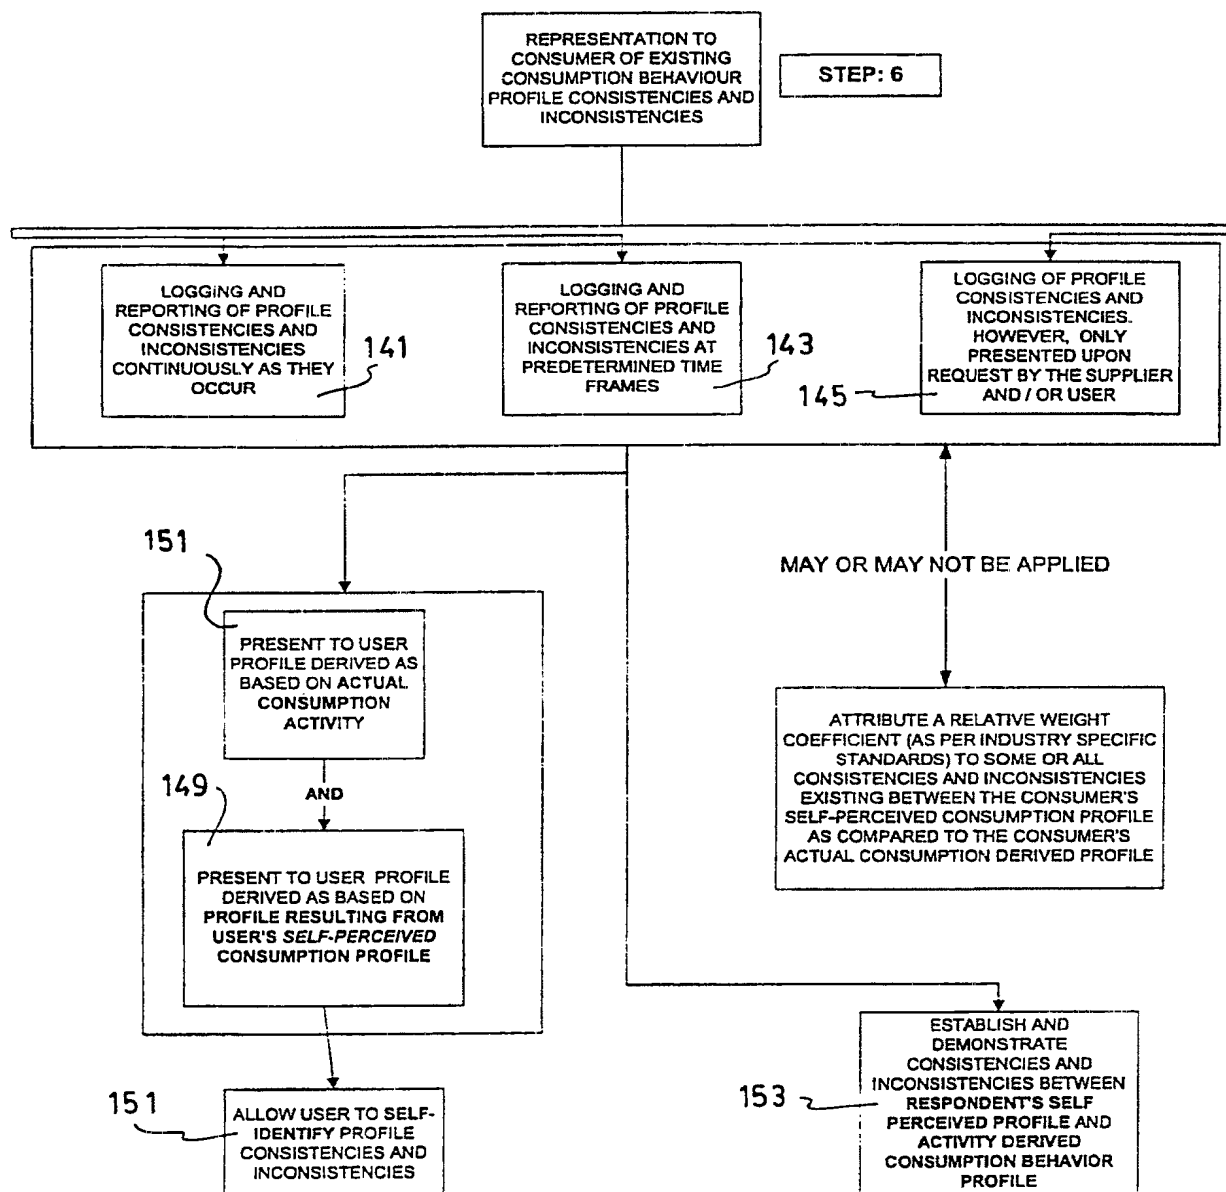 REPRESENTATION TO
CONSUMER OF EXISTING
CONSUMPTION BEHAVIOUR
PROFILE CONSISTENCIES AND
INCONSISTENCIES
STEP: 6
LOGGING AND
REPORTING OF PROFILE
CONSISTENCIES AND
INCONSISTENCIES
CONTINUOUSLY AS THEY
OCCUR
141
LOGGING AND
REPORTING OF PROFILE
CONSISTENCIES AND
INCONSISTENCIES AT
PREDETERMINED TIME
FRAMES
143
LOGGING OF PROFILE
CONSISTENCIES AND
INCONSISTENCIES.
HOWEVER, ONLY
PRESENTED UPON
REQUEST BY THE SUPPLIER
AND / OR USER
145
151
PRESENT TO USER
PROFILE DERIVED AS
BASED ON ACTUAL
CONSUMPTION
ACTIVITY
AND
149
PRESENT TO USER PROFILE
DERIVED AS BASED ON
PROFILE RESULTING FROM
USER'S SELF-PERCEIVED
CONSUMPTION PROFILE
MAY OR MAY NOT BE APPLIED
ATTRIBUTE A RELATIVE WEIGHT
COEFFICIENT (AS PER INDUSTRY SPECIFIC
STANDARDS) TO SOME OR ALL
CONSISTENCIES AND INCONSISTENCIES
EXISTING BETWEEN THE CONSUMER'S
SELF-PERCEIVED CONSUMPTION PROFILE
AS COMPARED TO THE CONSUMER'S
ACTUAL CONSUMPTION DERIVED PROFILE
151
ALLOW USER TO SELF-
IDENTIFY PROFILE
CONSISTENCIES AND
INCONSISTENCIES
153
ESTABLISH AND
DEMONSTRATE
CONSISTENCIES AND
INCONSISTENCIES BETWEEN
RESPONDENT'S SELF
PERCEIVED PROFILE AND
ACTIVITY DERIVED
CONSUMPTION BEHAVIOR
PROFILE